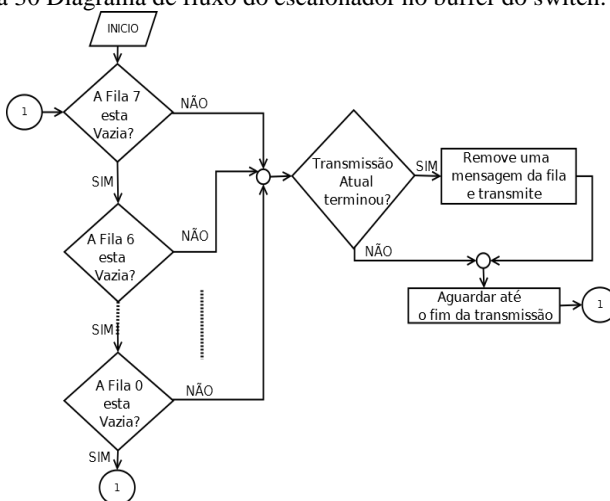 30 Diagrama de fluxo do escalonador no buffer do switch.
INICIO
1
A Fila 7
esta
Vazia?
NÃO
SIM
A Fila 6
esta
Vazia?
NÃO
SIM
A Fila 0
esta
Vazia?
NÃO
SIM
1
Transmissão
Atual
terminou?
SIM
NÃO
Remove uma
mensagem da fila
e transmite
Aguardar até
o fim da transmissão
1